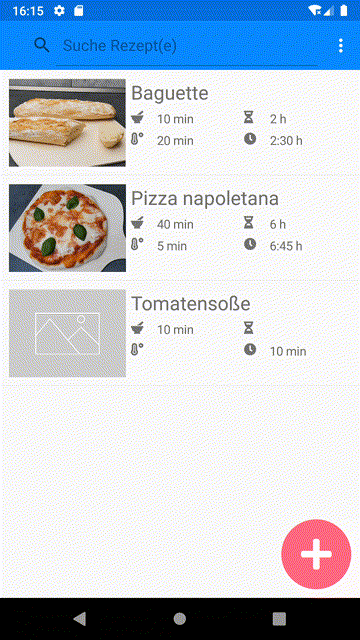 16:15
Suche Rezept(e)
Baguette
10 min 2 h
20 min 2:30 h
Pizza napoletana
40 min 6 h
5 min 6:45 h
Tomatensoße
10 min
10 min